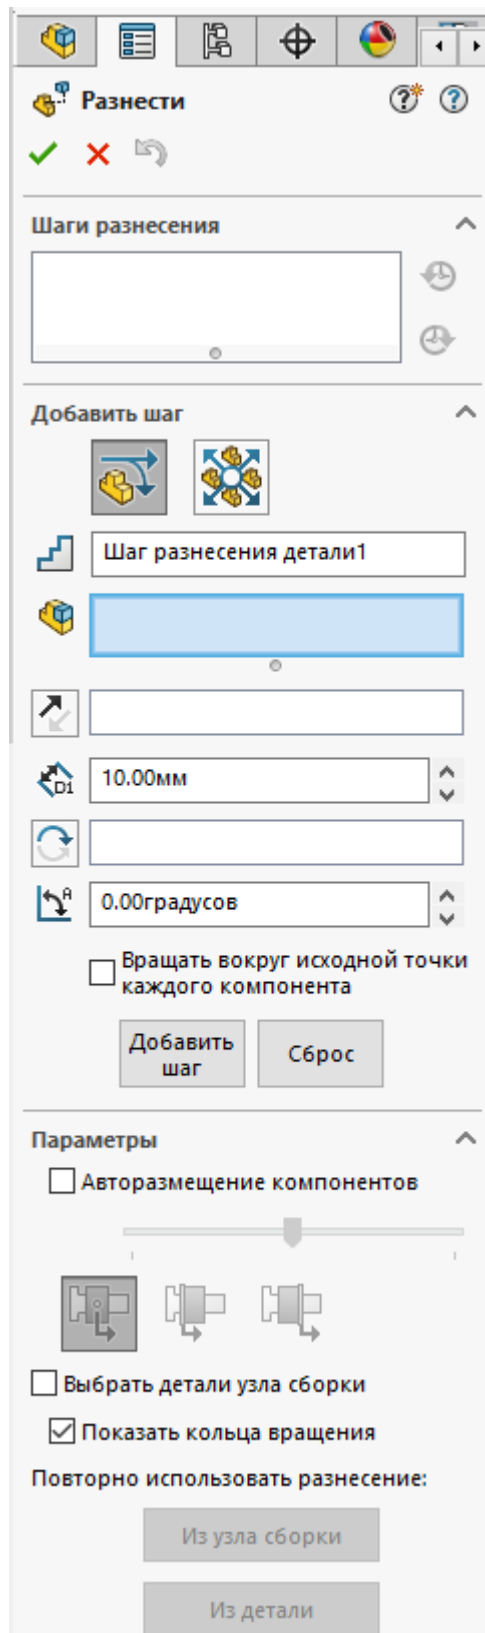 Разнести
Шаги разнесения
Добавить шаг
Шаг разнесения детали1
D1
10.00мм
A
0.00градусов
Вращать вокруг исходной точки
каждого компонента
Добавить
шаг
Сброс
Параметры
Авторазмещение компонентов
Выбрать детали узла сборки
Показать кольца вращения
Повторно использовать разнесение:
Из узла сборки
Из детали